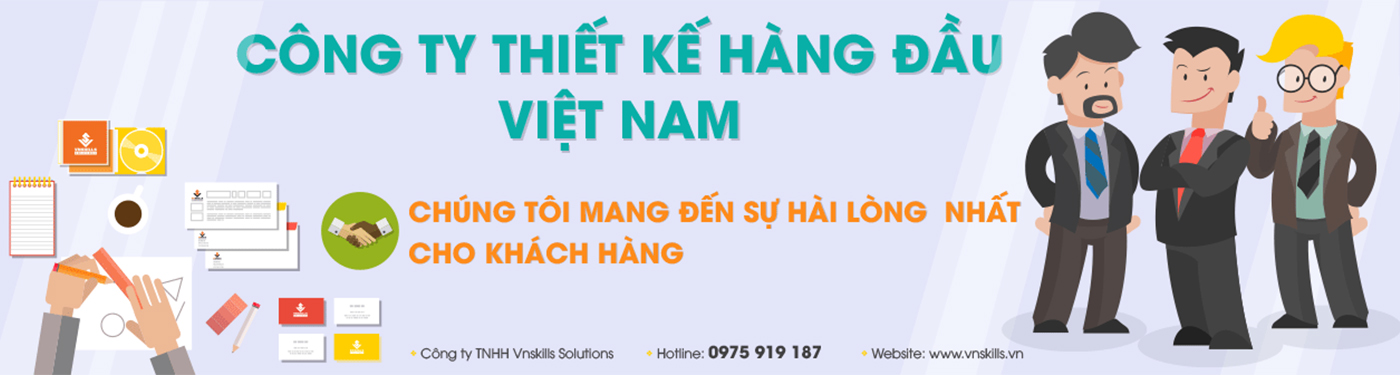 CÔNG TY THIẾT KẾ HÀNG ĐẦU
VIỆT NAM
VNSKILLS
CHÚNG TÔI MANG ĐẾN SỰ HÀI LÒNG NHẤT
CHO KHÁCH HÀNG
Công ty TNHH Vnskills Solutions
Hotline: 0975 919 187
Website: www.vnskills.vn